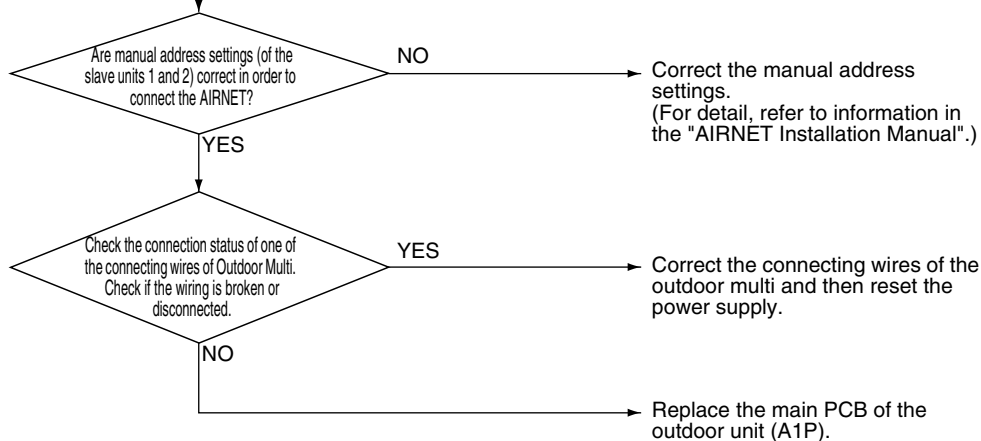 Are manual address settings (of the
slave units 1 and 2) correct in order to
connect the AIRNET?
NO
Correct the manual address
settings.
(For detail, refer to information in
the "AIRNET Installation Manual".)
YES
Check the connection status of one of
the connecting wires of Outdoor Multi.
Check if the wiring is broken or
disconnected.
YES
Correct the connecting wires of the
outdoor multi and then reset the
power supply.
NO
Replace the main PCB of the
outdoor unit (A1P).